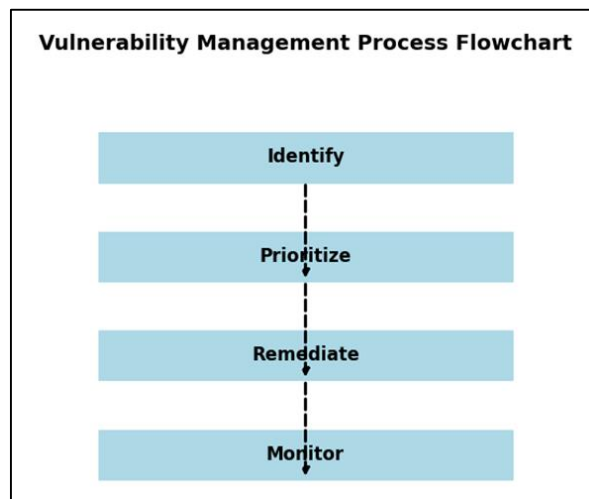 Vulnerability Management Process Flowchart
Identify
Prioritize
Remediate
Monitor